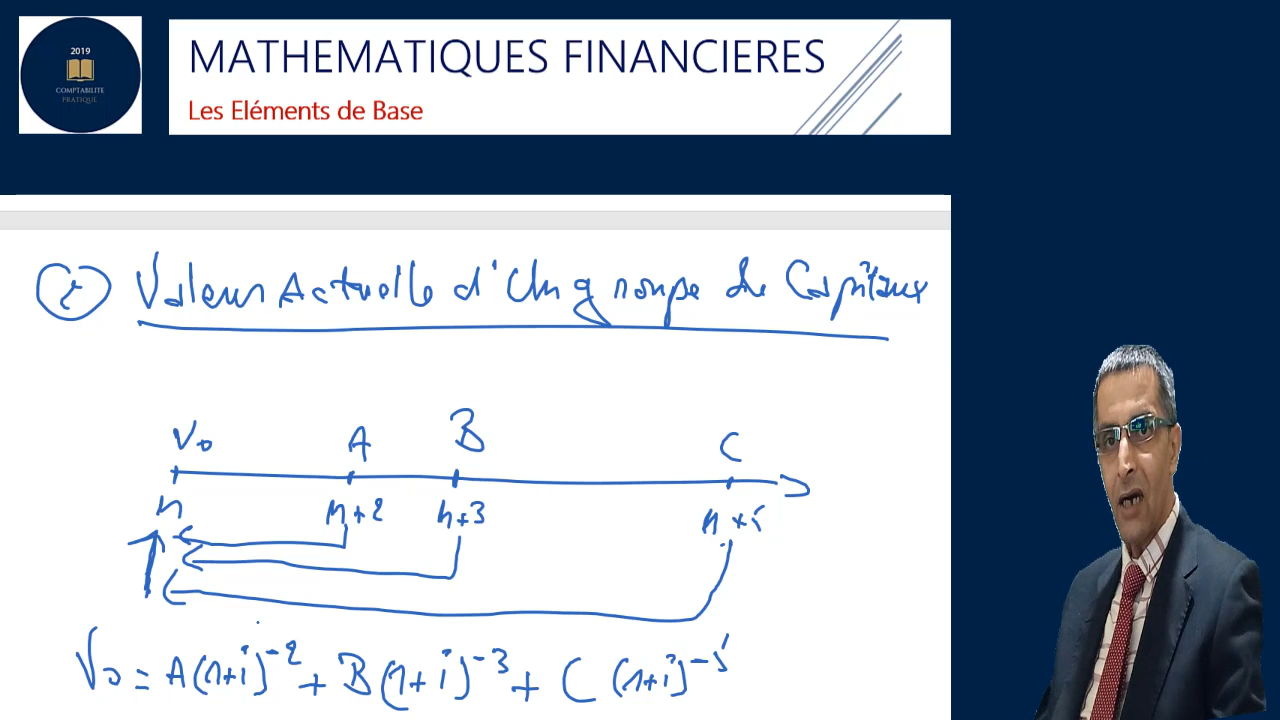 2019
COMPTABILITE
PRATIQUE
MATHEMATIQUES FINANCIERES
Les Eléments de Base
2 Valeur Actuelle d'un groupe de Capitaux
V0 A B C
n n+2 n+3 n+5
V0 = A(1+i)^-2 + B(1+i)^-3 + C(1+i)^-5